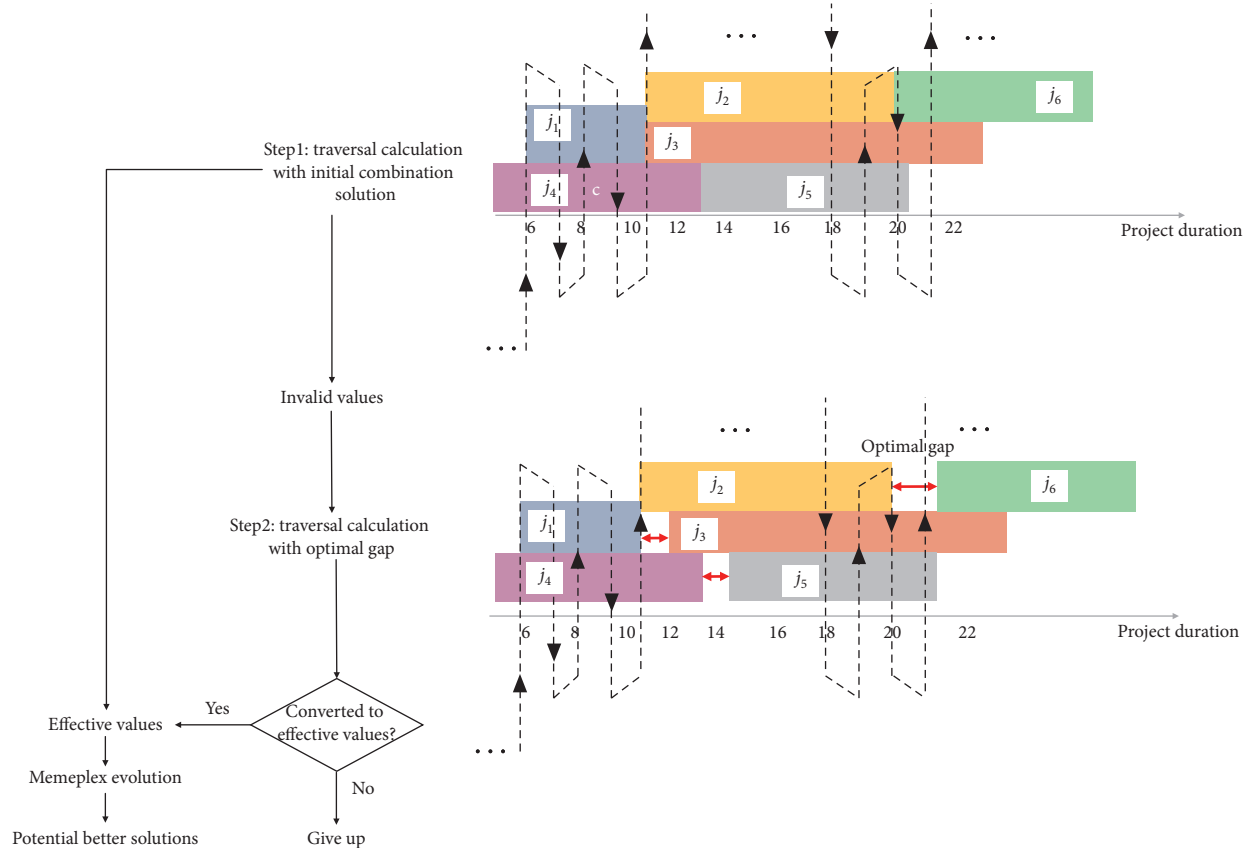 ...
...
j2
j6
j1
j3
Step1: traversal calculation
with initial combination
solution
j4
c
j5
6 8 10 12 14 16 18 20 22
Project duration
...
Invalid values
...
...
Optimal gap
j2
j6
Step2: traversal calculation
with optimal gap
j1
j3
j4
j5
6 8 10 12 14 16 18 20 22
Project duration
Yes
Effective values
Converted to
effective values?
...
Memeplex evolution
No
Potential better solutions
Give up